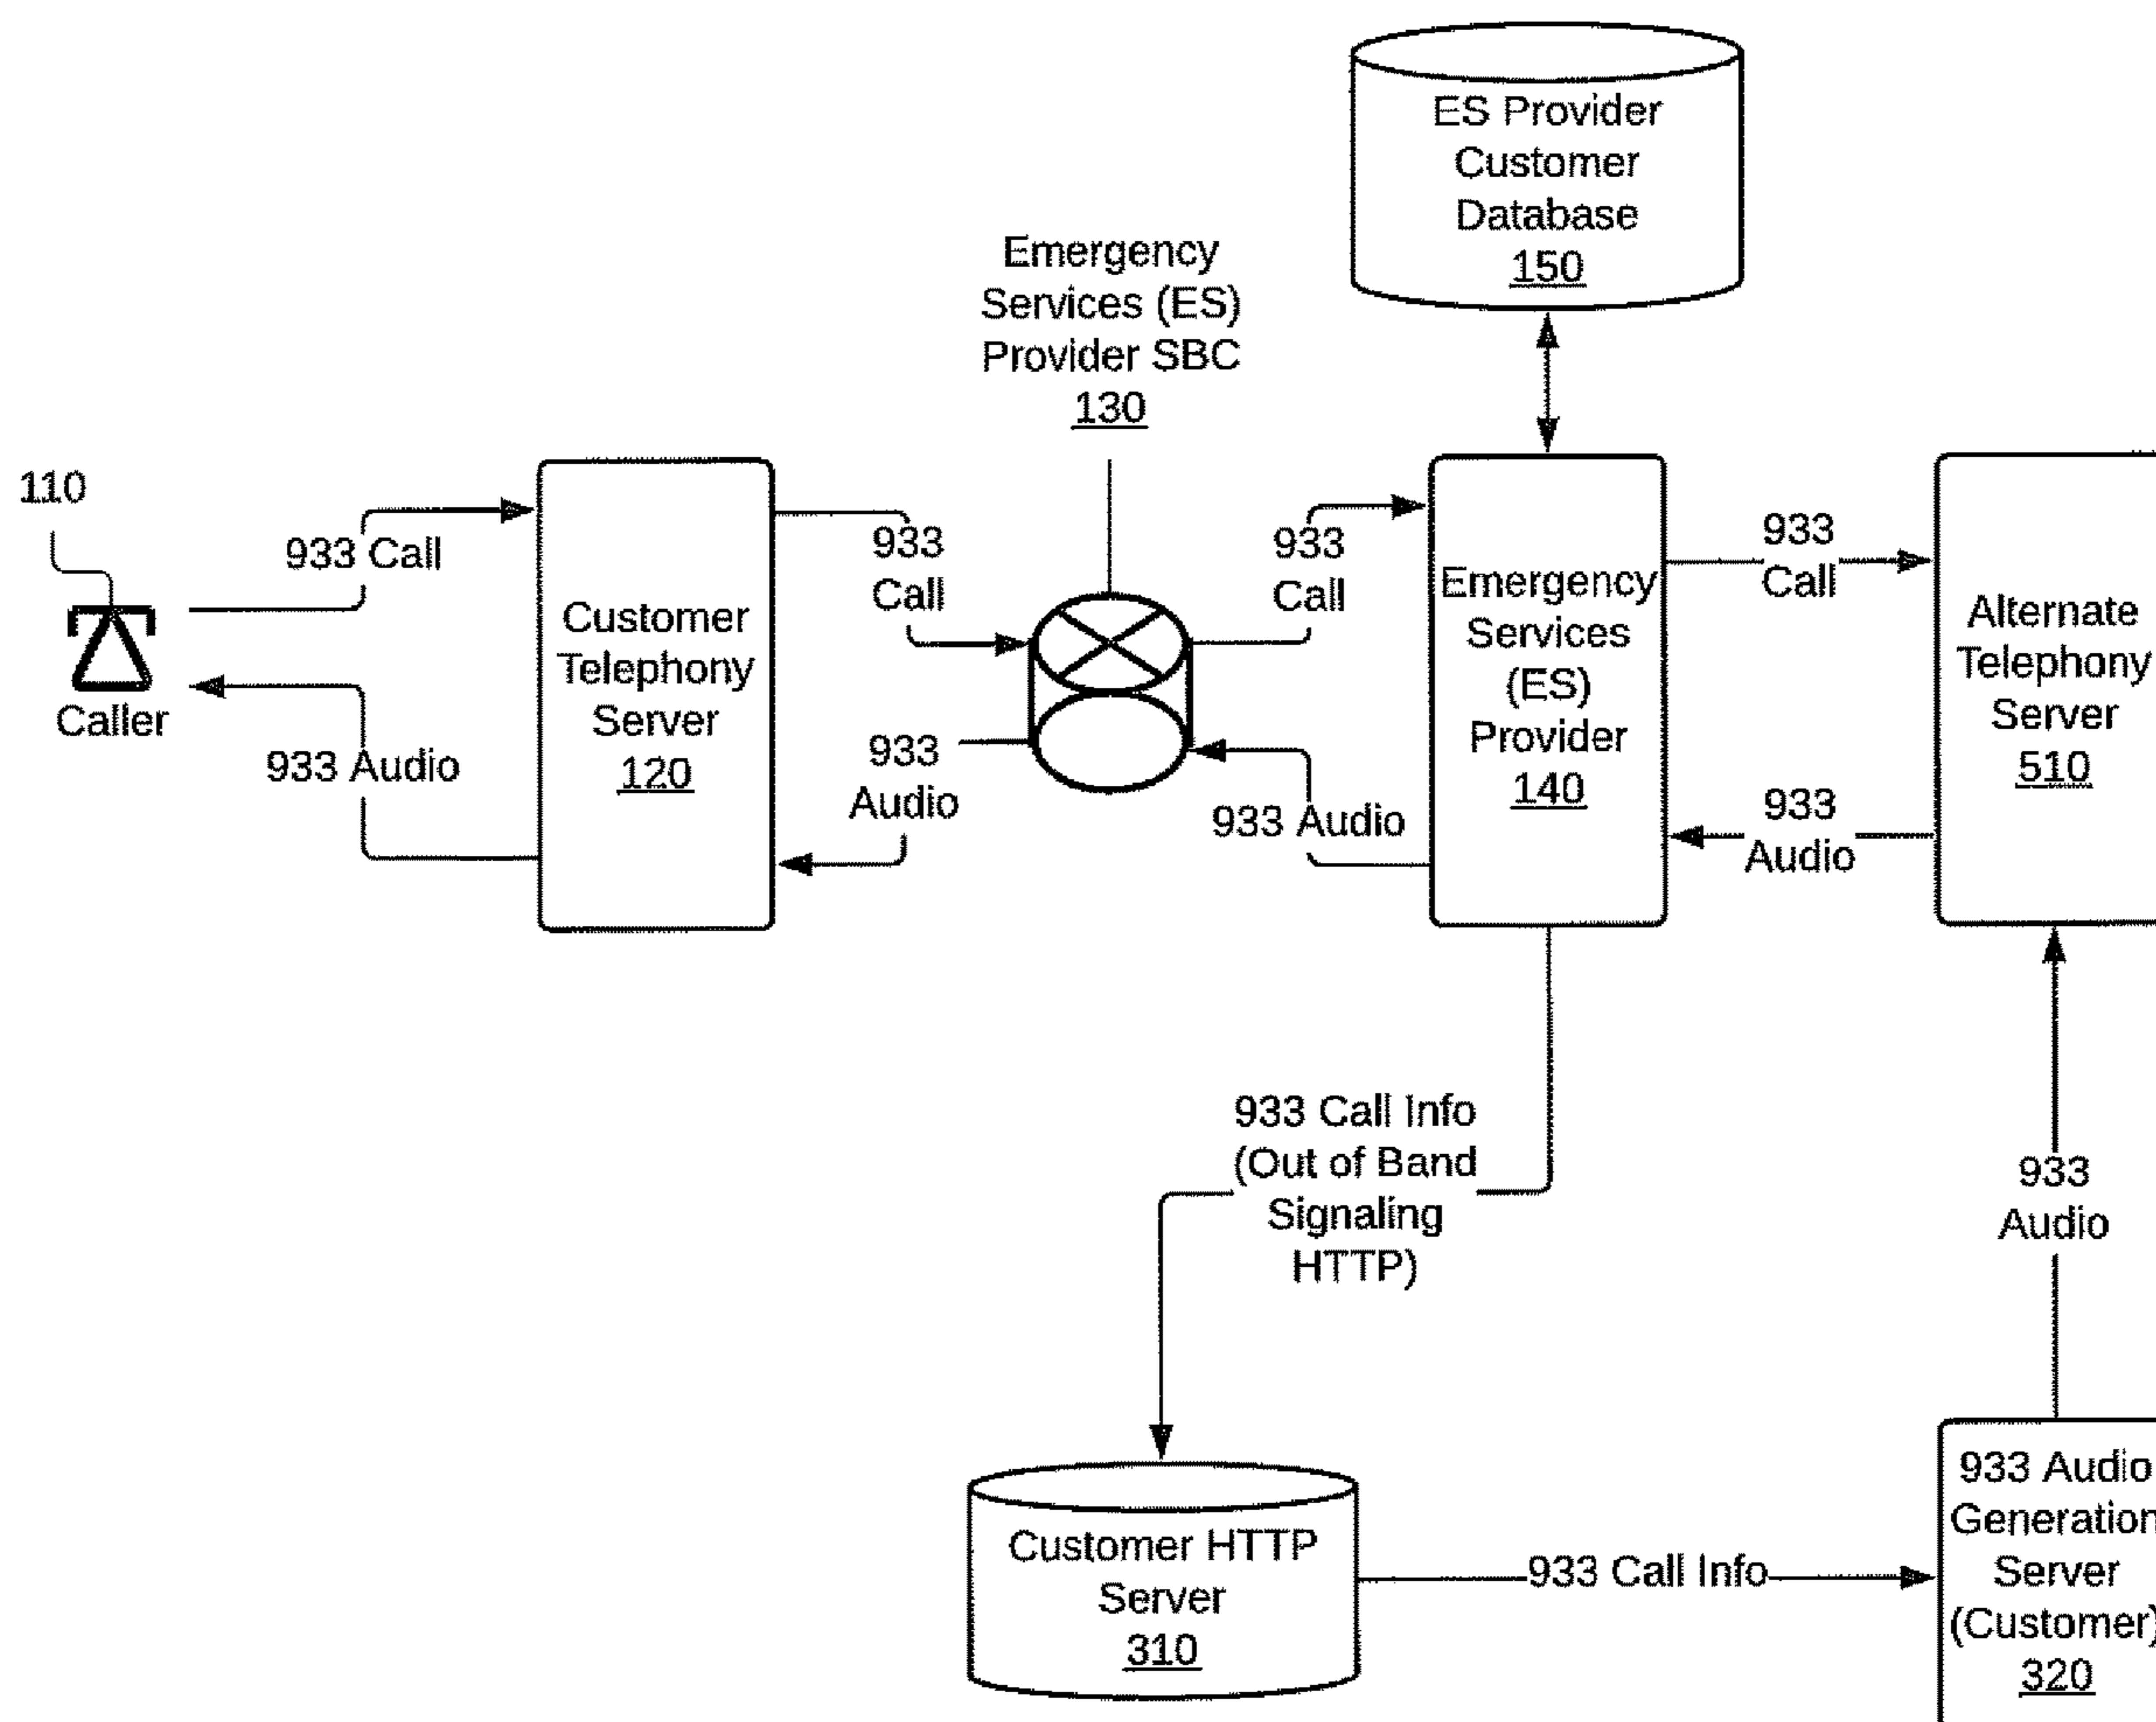 ES Provider
Customer
Database
150
Emergency
Services (ES)
Provider SBC
130
110
933 Call
Caller
933 Audio
Customer
Telephony
Server
120
933
Call
933
Audio
933
Call
933 Audio
Emergency
Services
(ES)
Provider
140
933
Call
933
Audio
Alternate
Telephony
Server
510
933 Call Info
(Out of Band
Signaling
HTTP)
933
Audio
Customer HTTP
Server
310
933 Call Info
933 Audio
Generation
Server
(Customer)
320